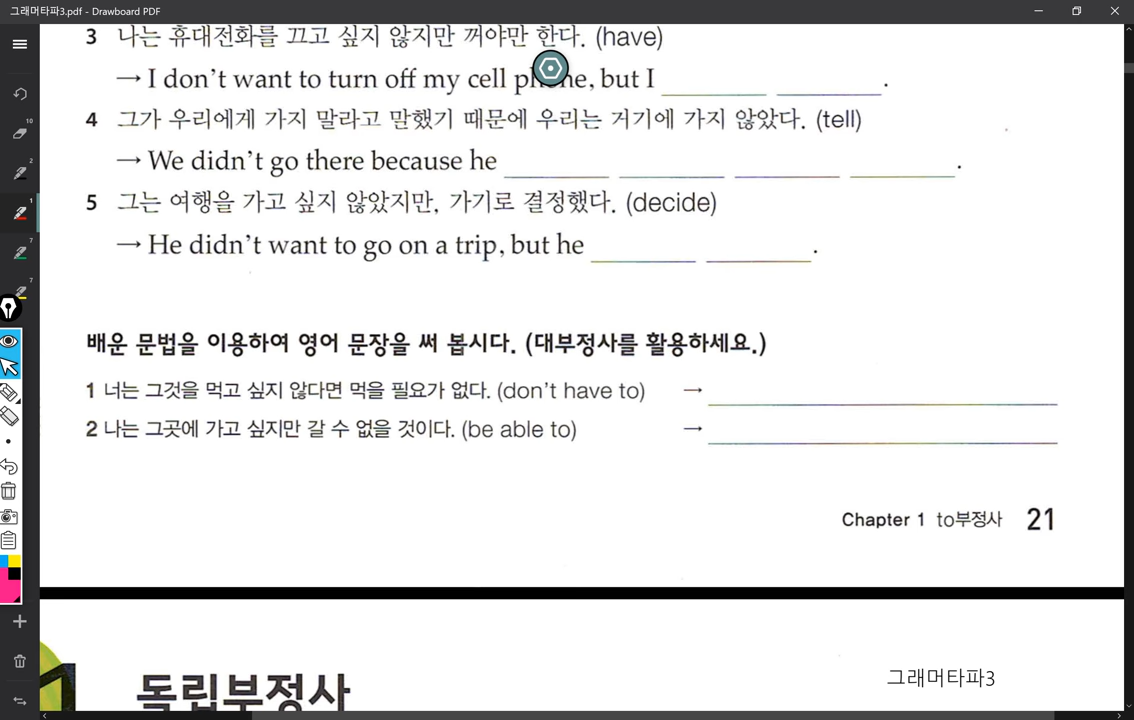 그래머타파3.pdf - Drawboard PDF
3 나는 휴대전화를 끄고 싶지 않지만 꺼야만 한다. (have)
→ I don't want to turn off my cell phone, but I
10
4 그가 우리에게 가지 말라고 말했기 때문에 우리는 거기에 가지 않았다. (tell)
2
→ We didn't go there because he .
1
5 그는 여행을 가고 싶지 않았지만, 가기로 결정했다. (decide)
7
→ He didn't want to go on a trip, but he .
7
배운 문법을 이용하여 영어 문장을 써 봅시다. (대부정사를 활용하세요.)
1 너는 그것을 먹고 싶지 않다면 먹을 필요가 없다. (don't have to) →
2 나는 그곳에 가고 싶지만 갈 수 없을 것이다. (be able to) →
Chapter 1 to부정사 21
독립부정사
그래머타파3